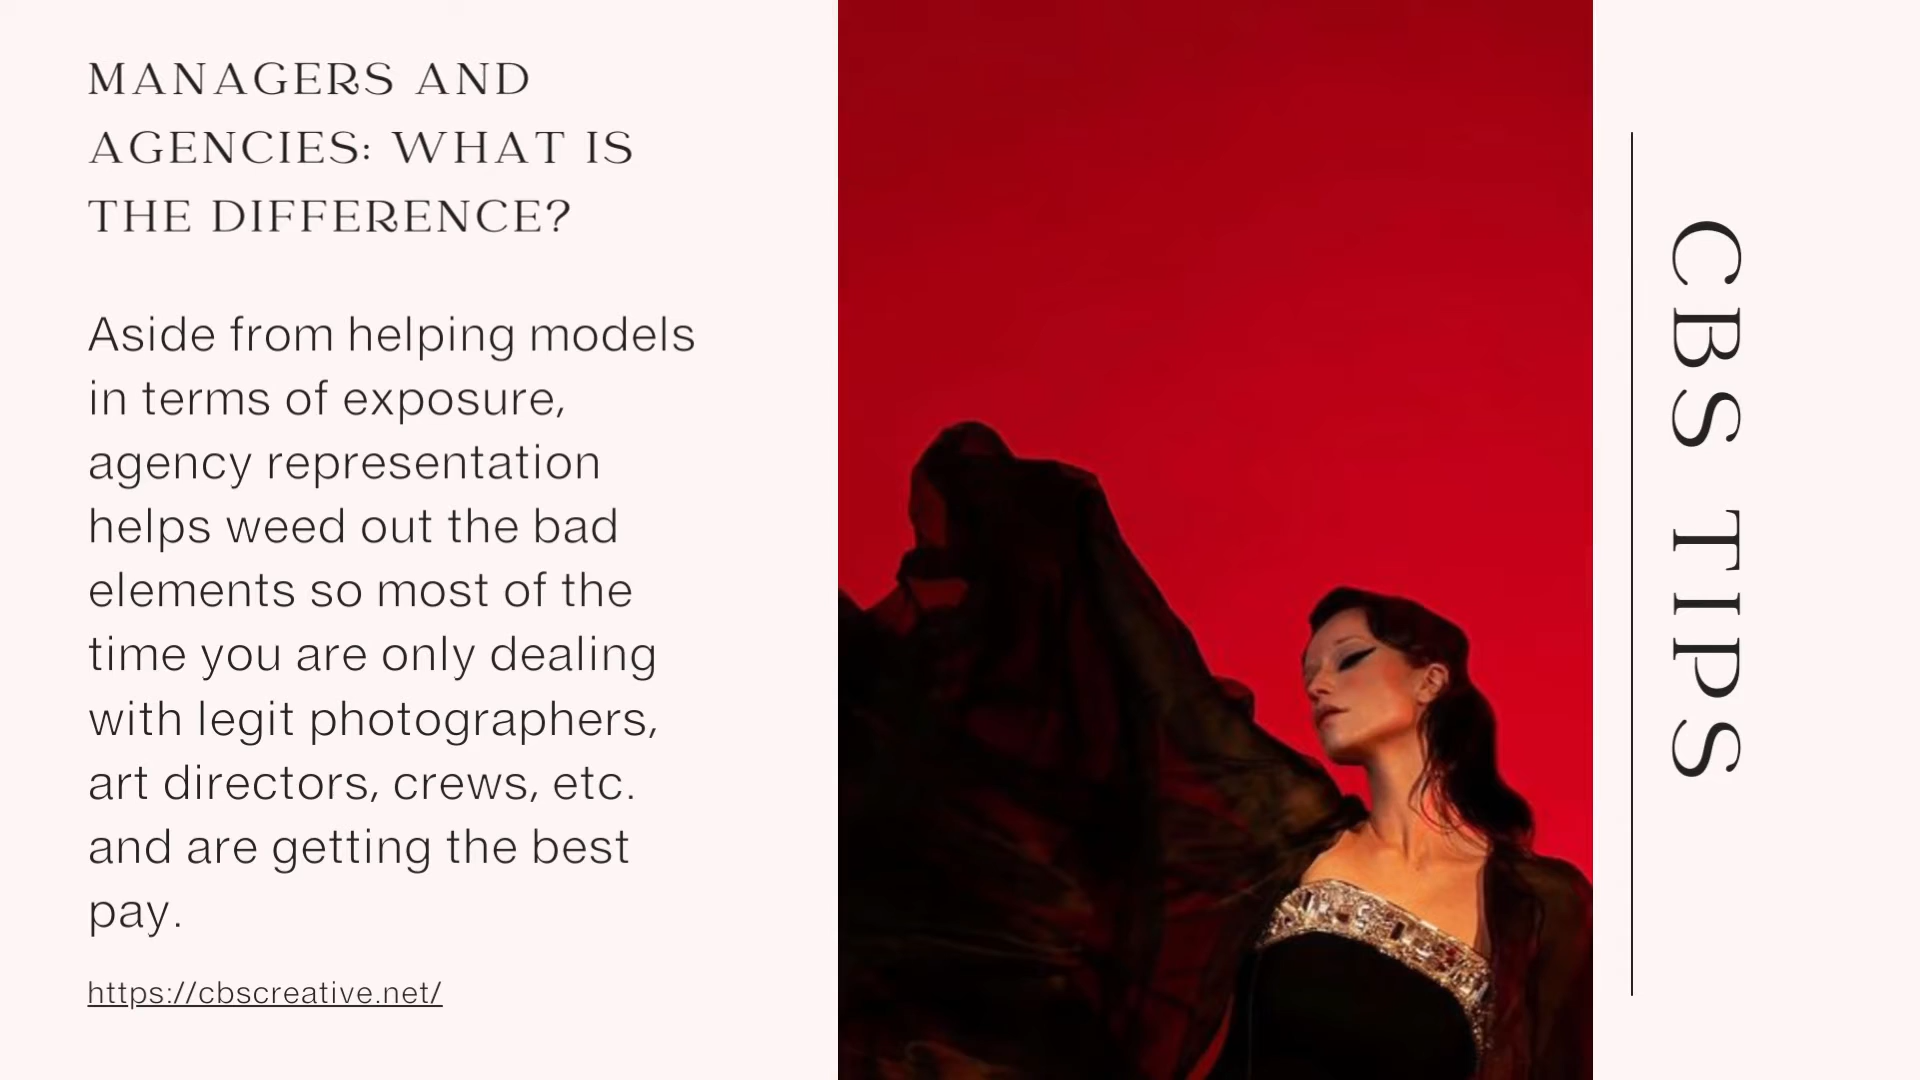 MANAGERS AND
AGENCIES: WHAT IS
THE DIFFERENCE?
Aside from helping models
in terms of exposure,
agency representation
helps weed out the bad
elements so most of the
time you are only dealing
with legit photographers,
art directors, crews, etc.
and are getting the best
pay.
https://cbscreative.net/
CBS TIPS